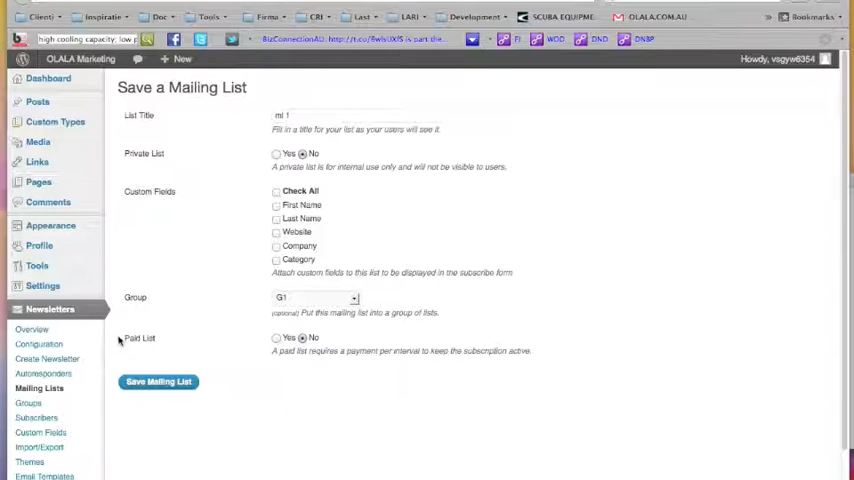 Clienti Inspiratie Doc Tools Firma CRI Last LARI Development SCUBA EQUIPME... OLALA.COM.AU » Bookmarks
high cooling capacity; low p BizConnectionAU: http://t.co/8wlsUXfS is part the... FI WOD DND DNBP
OLALA Marketing + New Howdy, vsgyw6354
Dashboard
Posts
Custom Types
Media
Links
Pages
Comments
Appearance
Profile
Tools
Settings
Newsletters
Overview
Configuration
Create Newsletter
Autoresponders
Mailing Lists
Groups
Subscribers
Custom Fields
Import/Export
Themes
Email Templates
Save a Mailing List
List Title ml 1
Fill in a title for your list as your users will see it.
Private List Yes No
A private list is for internal use only and will not be visible to users.
Custom Fields Check All
First Name
Last Name
Website
Company
Category
Attach custom fields to this list to be displayed in the subscribe form
Group G1
(optional) Put this mailing list into a group of lists.
Paid List Yes No
A paid list requires a payment per interval to keep the subscription active.
Save Mailing List